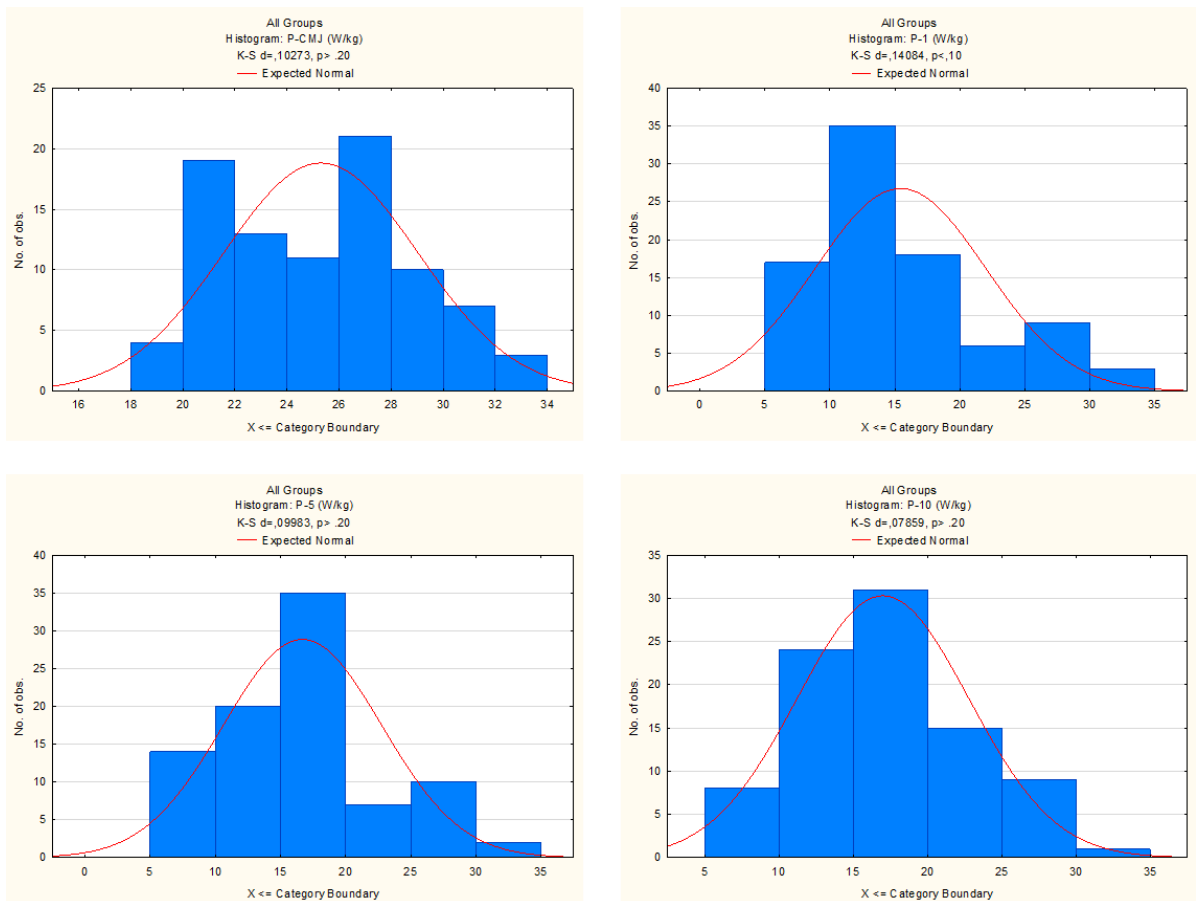 All Groups
Histogram: P-CMJ (W/kg)
K-S d=,10273, p> .20
Expected Normal
25
20
15
10
5
0
No. of obs.
16 18 20 22 24 26 28 30 32 34
X <= Category Boundary
All Groups
Histogram: P-1 (W/kg)
K-S d=,14084, p<,10
Expected Normal
40
35
30
25
20
15
10
5
0
No. of obs.
0 5 10 15 20 25 30 35
X <= Category Boundary
All Groups
Histogram: P-5 (W/kg)
K-S d=,09983, p> .20
Expected Normal
40
35
30
25
20
15
10
5
0
No. of obs.
0 5 10 15 20 25 30 35
X <= Category Boundary
All Groups
Histogram: P-10 (W/kg)
K-S d=,07859, p> .20
Expected Normal
35
30
25
20
15
10
5
0
No. of obs.
5 10 15 20 25 30 35
X <= Category Boundary